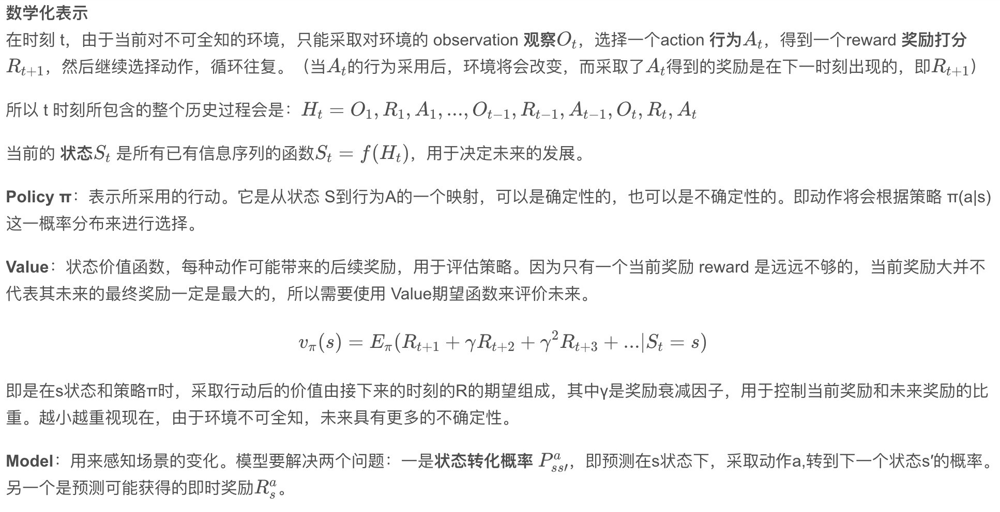 数学化表示
在时刻 t，由于当前对不可全知的环境，只能采取对环境的 observation 观察$O_t$，选择一个action 行为$A_t$，得到一个reward 奖励打分
$R_{t+1}$，然后继续选择动作，循环往复。（当$A_t$的行为采用后，环境将会改变，而采取了$A_t$得到的奖励是在下一时刻出现的，即$R_{t+1}$）
所以 t 时刻所包含的整个历史过程会是：$H_t = O_1, R_1, A_1, ..., O_{t-1}, R_{t-1}, A_{t-1}, O_t, R_t, A_t$
当前的 状态$S_t$ 是所有已有信息序列的函数$S_t = f(H_t)$，用于决定未来的发展。
Policy π：表示所采用的行动。它是从状态 S到行为A的一个映射，可以是确定性的，也可以是不确定性的。即动作将会根据策略 π(a|s)
这一概率分布来进行选择。
Value：状态价值函数，每种动作可能带来的后续奖励，用于评估策略。因为只有一个当前奖励 reward 是远远不够的，当前奖励大并不
代表其未来的最终奖励一定是最大的，所以需要使用 Value期望函数来评价未来。
$v_\pi(s) = E_\pi(R_{t+1} + \gamma R_{t+2} + \gamma^2 R_{t+3} + ...|S_t = s)$
即是在s状态和策略π时，采取行动后的价值由接下来的时刻的R的期望组成，其中γ是奖励衰减因子，用于控制当前奖励和未来奖励的比
重。越小越重视现在，由于环境不可全知，未来具有更多的不确定性。
Model：用来感知场景的变化。模型要解决两个问题：一是状态转化概率 $P_{ss'}^a$，即预测在s状态下，采取动作a,转到下一个状态s′的概率。
另一个是预测可能获得的即时奖励$R_s^a$。